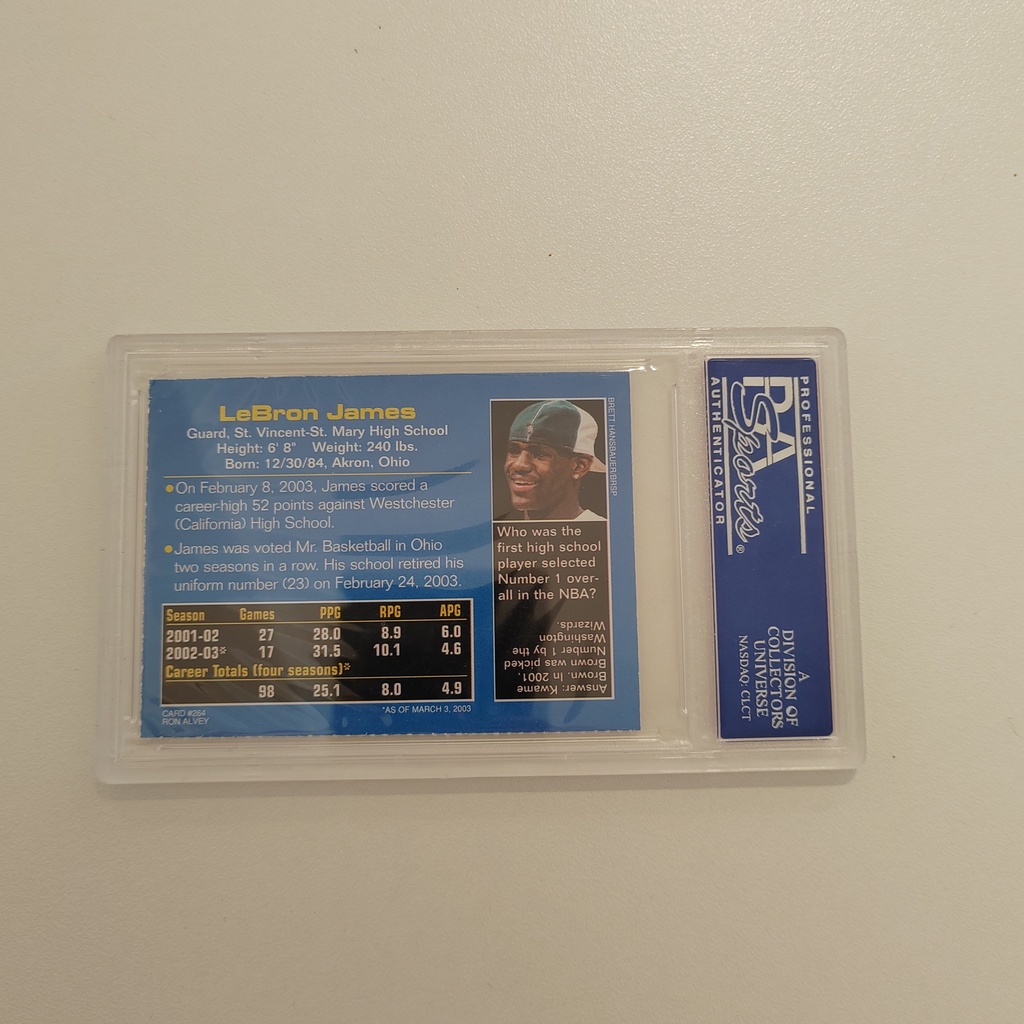 LeBron James
Guard, St. Vincent-St. Mary High School
Height: 6' 8" Weight: 240 lbs.
Born: 12/30/84, Akron, Ohio
•On February 8, 2003, James scored a
career-high 52 points against Westchester
(California) High School.
•James was voted Mr. Basketball in Ohio
two seasons in a row. His school retired his
uniform number (23) on February 24, 2003.
Season Games PPG RPG APG
2001-02 27 28.0 8.9 6.0
2002-03* 17 31.5 10.1 4.6
Career Totals (four seasons)*
98 25.1 8.0 4.9
CARD #264
RON ALVEY
*AS OF MARCH 3, 2003
BRETT HANSBAUER/BRSP
Who was the
first high school
player selected
Number 1 over-
all in the NBA?
Answer: Kwame
Brown. In 2001,
Brown was picked
Number 1 by the
Washington
Wizards.
PROFESSIONAL
PSA
Sports®
AUTHENTICATOR
A
DIVISION OF
COLLECTORS
UNIVERSE
NASDAQ: CLCT